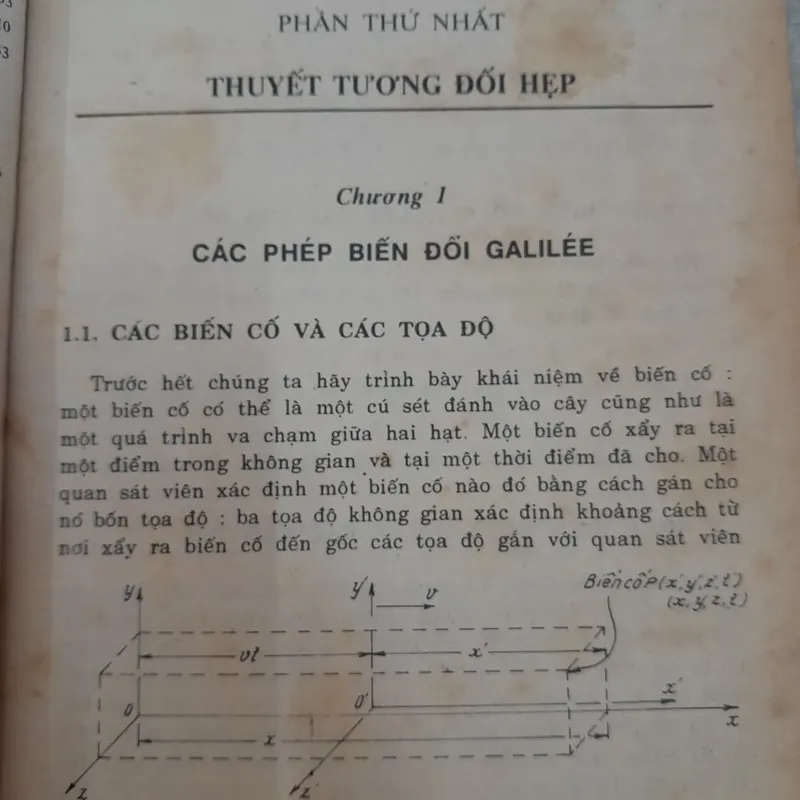 PHẦN THỨ NHẤT
THUYẾT TƯƠNG ĐỐI HẸP
Chương 1
CÁC PHÉP BIẾN ĐỔI GALILÉE
1.1. CÁC BIẾN CỐ VÀ CÁC TỌA ĐỘ
Trước hết chúng ta hãy trình bày khái niệm về biến cố :
một biến cố có thể là một cú sét đánh vào cây cũng như là
một quá trình va chạm giữa hai hạt. Một biến cố xẩy ra tại
một điểm trong không gian và tại một thời điểm đã cho. Một
quan sát viên xác định một biến cố nào đó bằng cách gán cho
nó bốn tọa độ : ba tọa độ không gian xác định khoảng cách từ
nơi xẩy ra biến cố đến gốc các tọa độ gắn với quan sát viên
y y' v Biến cố P(x', y', z', t')
(x, y, z, t)
vt x'
O O' x'
x
x
z z'